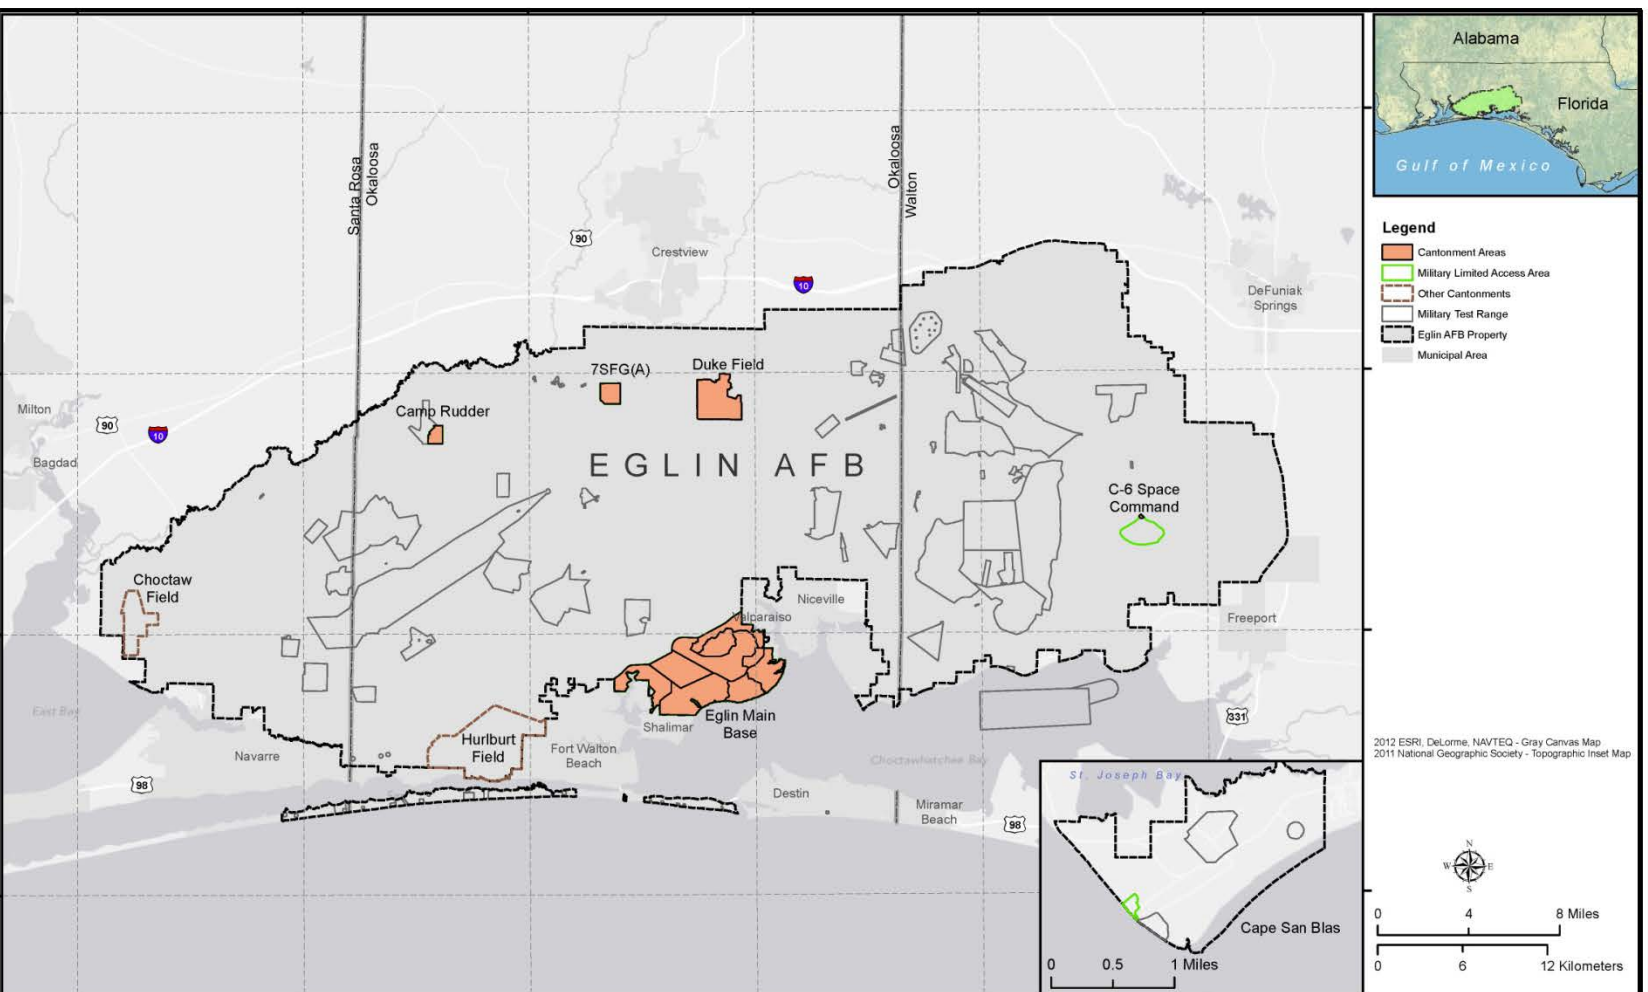 Alabama
Florida
Gulf of Mexico
Legend
Cantonment Areas
Military Limited Access Area
Other Cantonments
Military Test Range
Eglin AFB Property
Municipal Area
2012 ESRI, DeLorme, NAVTEQ - Gray Canvas Map
2011 National Geographic Society - Topographic Inset Map
N
W
E
S
0 4 8 Miles
0 6 12 Kilometers
Santa Rosa
Okaloosa
Okaloosa
Walton
90
Crestview
10
DeFuniak
Springs
7SFG(A)
Duke Field
Camp Rudder
Milton
90
10
Bagdad
EGLIN AFB
C-6 Space
Command
Choctaw
Field
Niceville
Valparaiso
Freeport
East Bay
Navarre
Hurlburt
Field
Fort Walton
Beach
Shalimar
Eglin Main
Base
331
Choctawhatchee Bay
98
Destin
Miramar
Beach
98
St. Joseph Bay
Cape San Blas
0 0.5 1 Miles